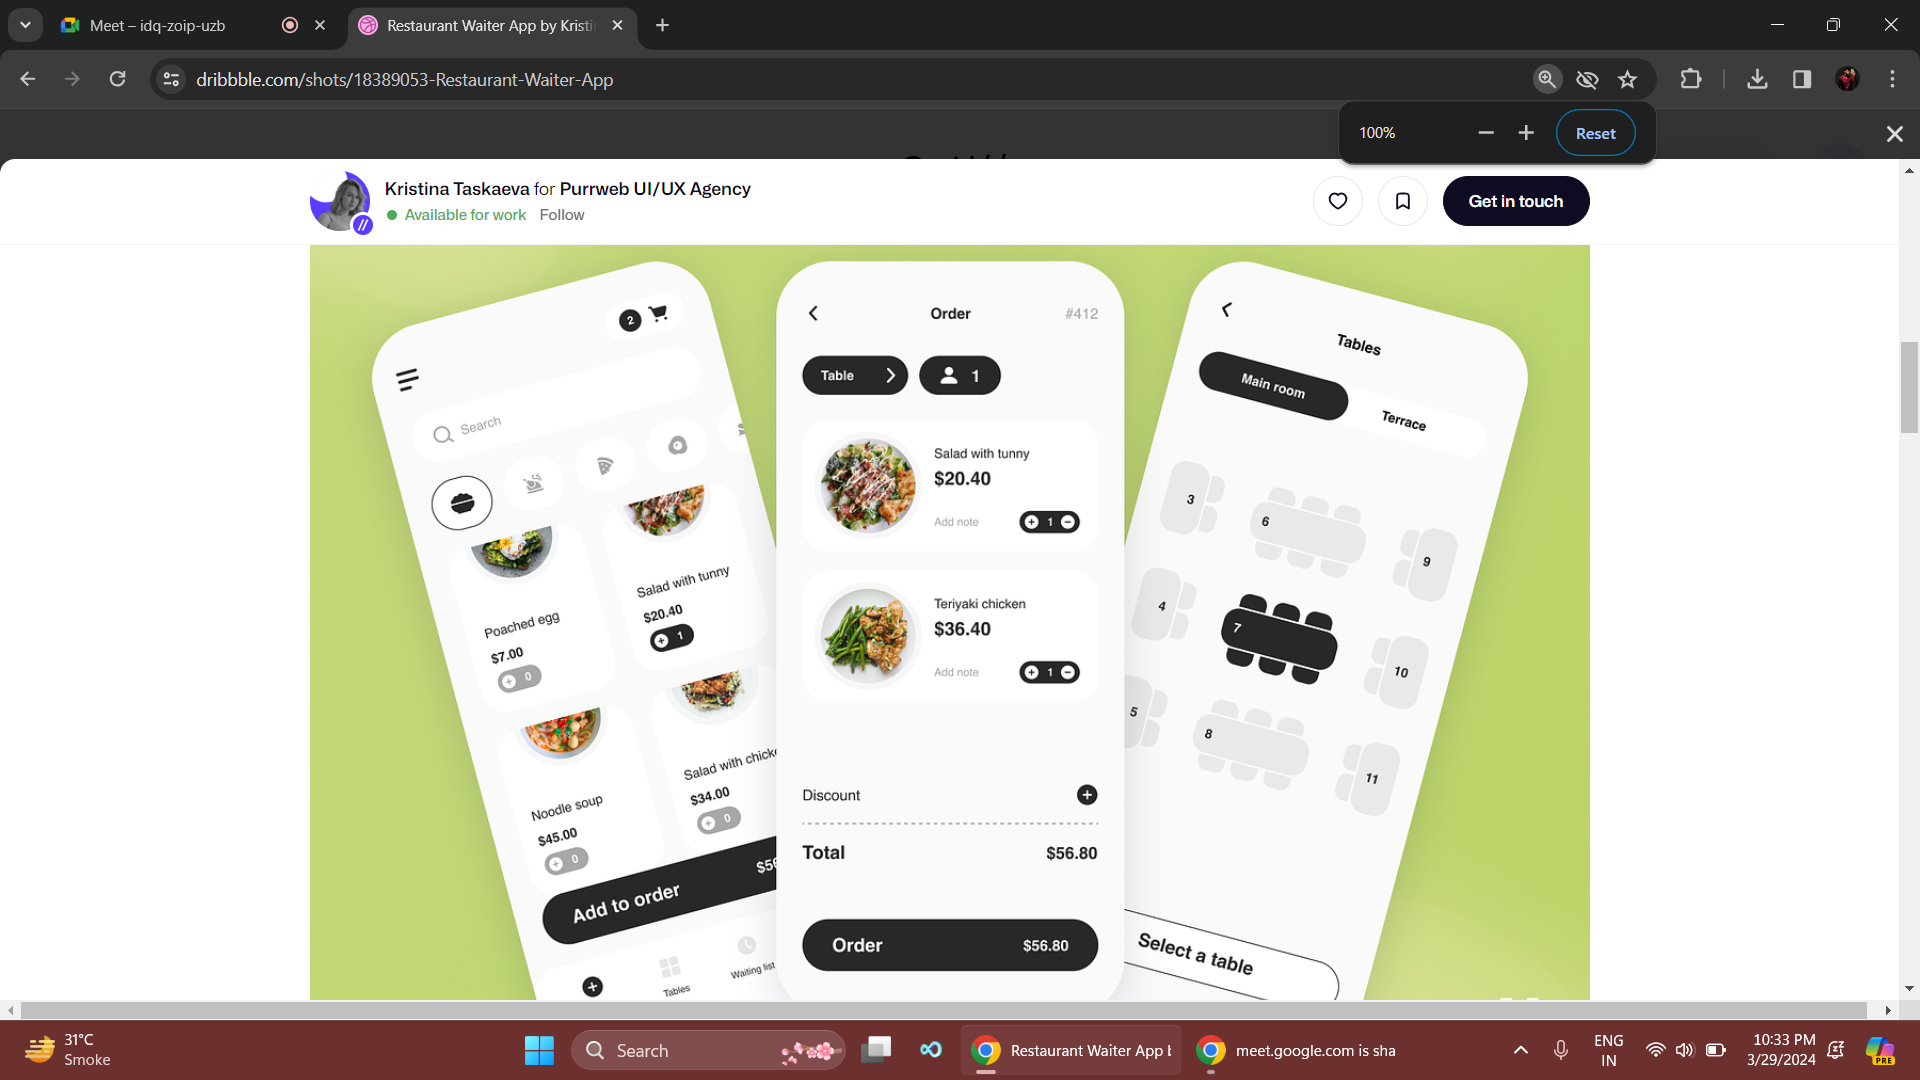 Meet – idq-zoip-uzb
Restaurant Waiter App by Kristi
dribbble.com/shots/18389053-Restaurant-Waiter-App
100%
Reset
Kristina Taskaeva for Purrweb UI/UX Agency
Available for work Follow
Get in touch
2
Search
Poached egg
$7.00
0
Salad with tunny
$20.40
1
Noodle soup
$45.00
0
Salad with chick
$34.00
0
Add to order
Tables
Waiting list
Order #412
Table 1
Salad with tunny
$20.40
Add note 1
Teriyaki chicken
$36.40
Add note 1
Discount
Total $56.80
Order $56.80
Tables
Main room Terrace
3
6
9
4
7
10
5
8
11
Select a table
31°C
Smoke
Search
Restaurant Waiter App
meet.google.com is sha
ENG
IN
10:33 PM
3/29/2024
PRE